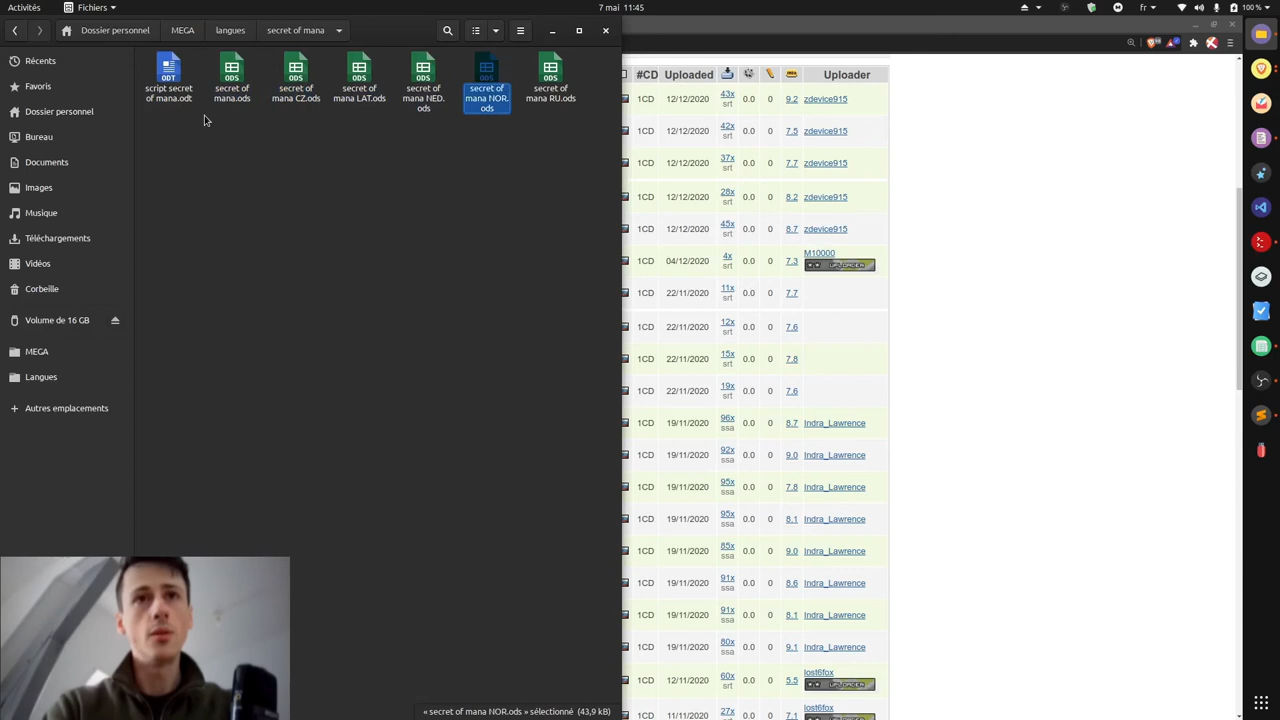 Activités
Fichiers
7 mai 11:45
fr
100 %
Dossier personnel
MEGA
langues
secret of mana
Récents
Favoris
Dossier personnel
Bureau
Documents
Images
Musique
Téléchargements
Vidéos
Corbeille
Volume de 16 GB
MEGA
Langues
Autres emplacements
ODT
script secret
of mana.odt
ODS
secret of
mana.ods
ODS
secret of
mana CZ.ods
ODS
secret of
mana LAT.ods
ODS
secret of
mana NED.
ods
ODS
secret of
mana NOR.
ods
ODS
secret of
mana RU.ods
« secret of mana NOR.ods » sélectionné (43,9 kB)
#CD Uploaded Uploader
1CD 12/12/2020 43x srt 0.0 0 9.2 zdevice915
1CD 12/12/2020 42x srt 0.0 0 7.5 zdevice915
1CD 12/12/2020 37x srt 0.0 0 7.7 zdevice915
1CD 12/12/2020 28x srt 0.0 0 8.2 zdevice915
1CD 12/12/2020 45x srt 0.0 0 8.7 zdevice915
1CD 04/12/2020 4x srt 0.0 0 7.3 M10000 UPLOADER
1CD 22/11/2020 11x srt 0.0 0 7.7
1CD 22/11/2020 12x srt 0.0 0 7.6
1CD 22/11/2020 15x srt 0.0 0 7.8
1CD 22/11/2020 19x srt 0.0 0 7.6
1CD 19/11/2020 96x ssa 0.0 0 8.7 Indra_Lawrence
1CD 19/11/2020 92x ssa 0.0 0 9.0 Indra_Lawrence
1CD 19/11/2020 95x ssa 0.0 0 7.8 Indra_Lawrence
1CD 19/11/2020 95x ssa 0.0 0 8.1 Indra_Lawrence
1CD 19/11/2020 85x ssa 0.0 0 9.0 Indra_Lawrence
1CD 19/11/2020 91x ssa 0.0 0 8.6 Indra_Lawrence
1CD 19/11/2020 91x ssa 0.0 0 8.1 Indra_Lawrence
1CD 19/11/2020 80x ssa 0.0 0 9.1 Indra_Lawrence
1CD 12/11/2020 60x srt 0.0 0 5.5 lost6fox UPLOADER
1CD 11/11/2020 27x srt 0.0 0 7.1 lost6fox